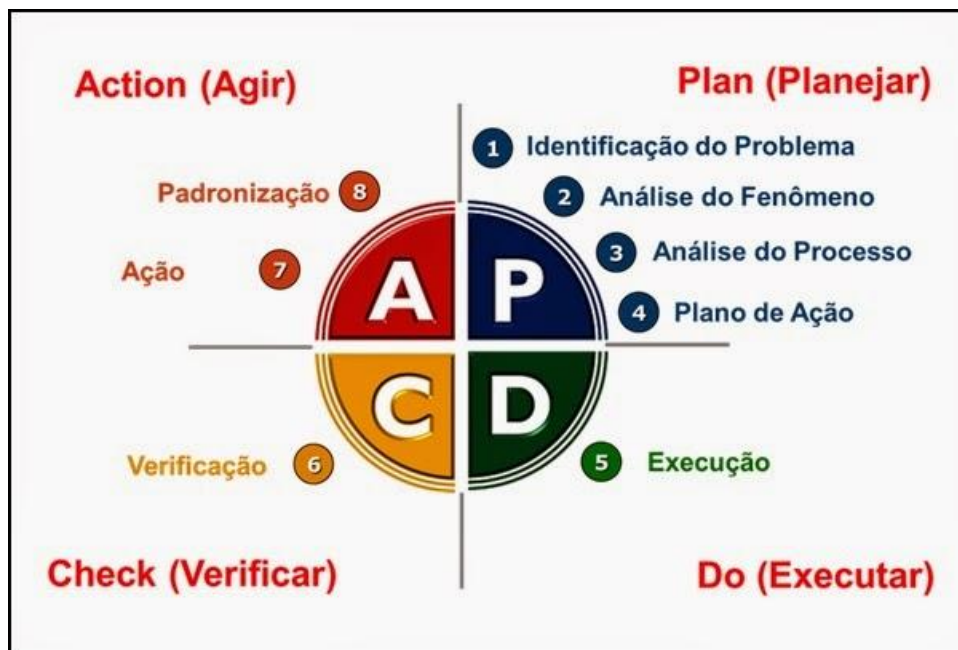 Action (Agir)
Plan (Planejar)
1 Identificação do Problema
2 Análise do Fenômeno
3 Análise do Processo
4 Plano de Ação
Padronização 8
Ação 7
A P
C D
Verificação 6
5 Execução
Check (Verificar)
Do (Executar)